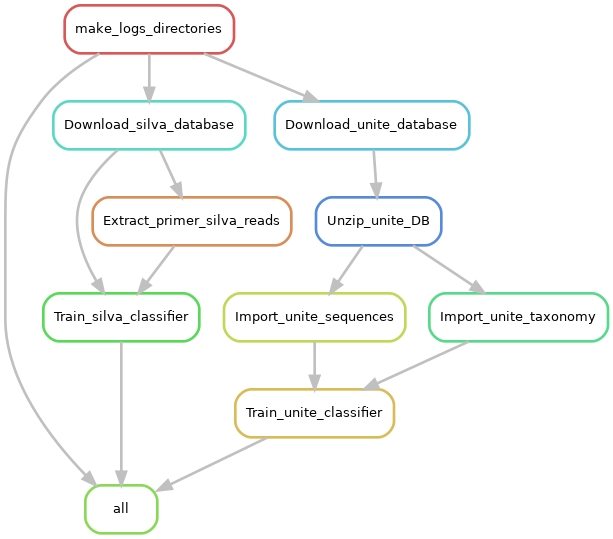 make_logs_directories
Download_silva_database
Download_unite_database
Extract_primer_silva_reads
Unzip_unite_DB
Train_silva_classifier
Import_unite_sequences
Import_unite_taxonomy
Train_unite_classifier
all